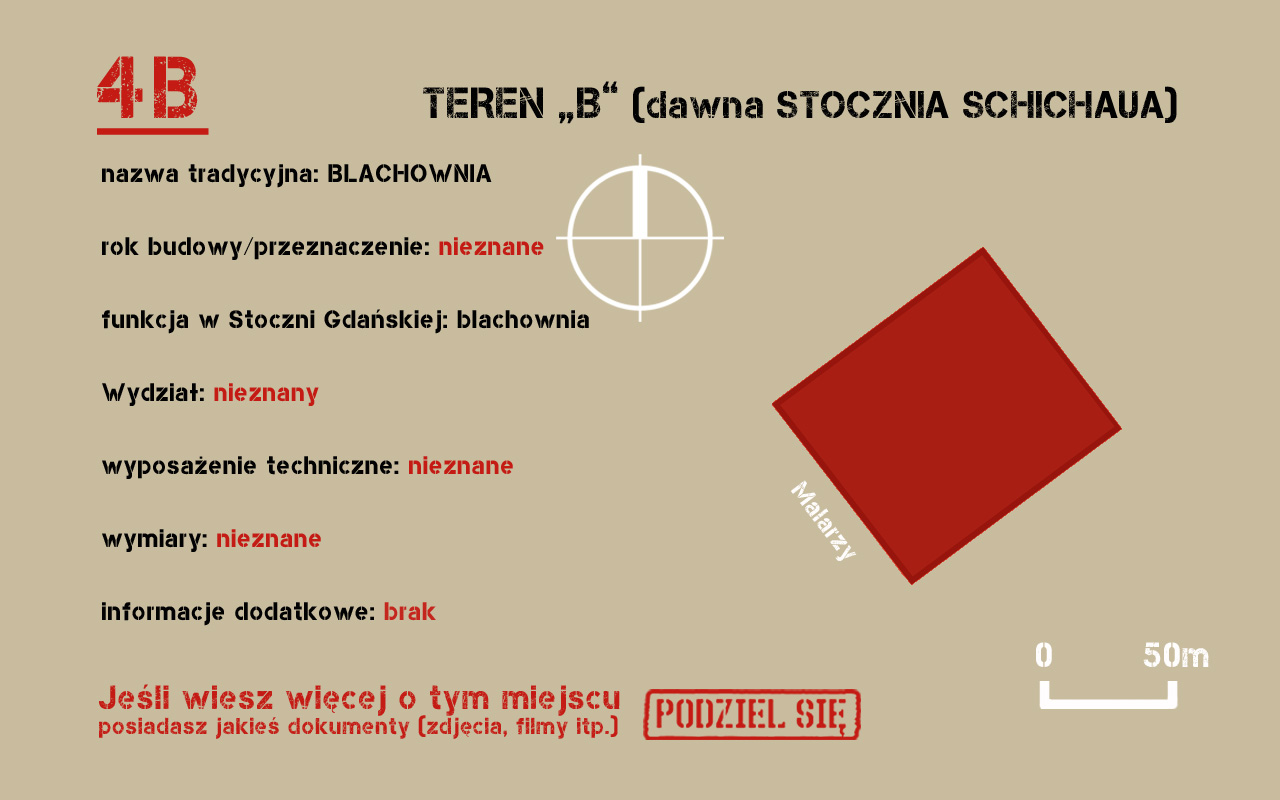 4B
TEREN „B“ (dawna STOCZNIA SCHICHAUA)
nazwa tradycyjna: BLACHOWNIA
rok budowy/przeznaczenie: nieznane
funkcja w Stoczni Gdańskiej: blachownia
Wydział: nieznany
wyposażenie techniczne: nieznane
wymiary: nieznane
informacje dodatkowe: brak
Malarzy
0 50m
Jeśli wiesz więcej o tym miejscu
posiadasz jakieś dokumenty (zdjęcia, filmy itp.)
PODZIEL SIĘ